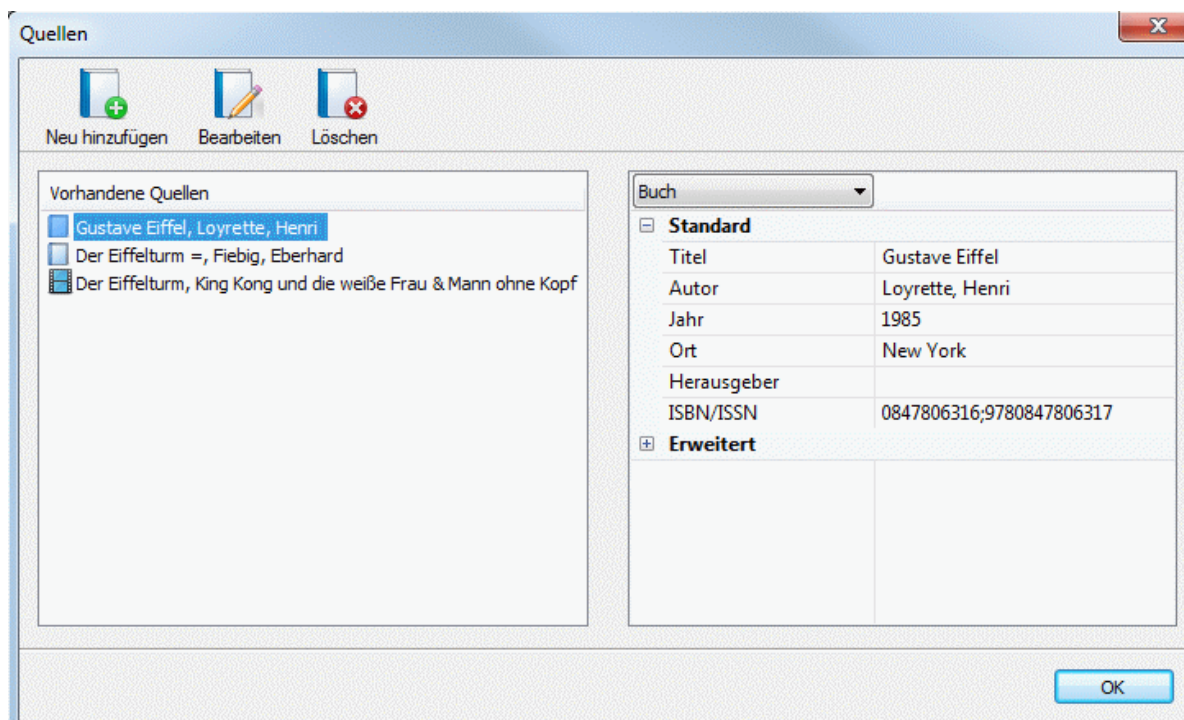 Quellen
Neu hinzufügen Bearbeiten Löschen
Vorhandene Quellen
Gustave Eiffel, Loyrette, Henri
Der Eiffelturm =, Fiebig, Eberhard
Der Eiffelturm, King Kong und die weiße Frau & Mann ohne Kopf
Buch
Standard
Titel Gustave Eiffel
Autor Loyrette, Henri
Jahr 1985
Ort New York
Herausgeber
ISBN/ISSN 0847806316;9780847806317
Erweitert
OK